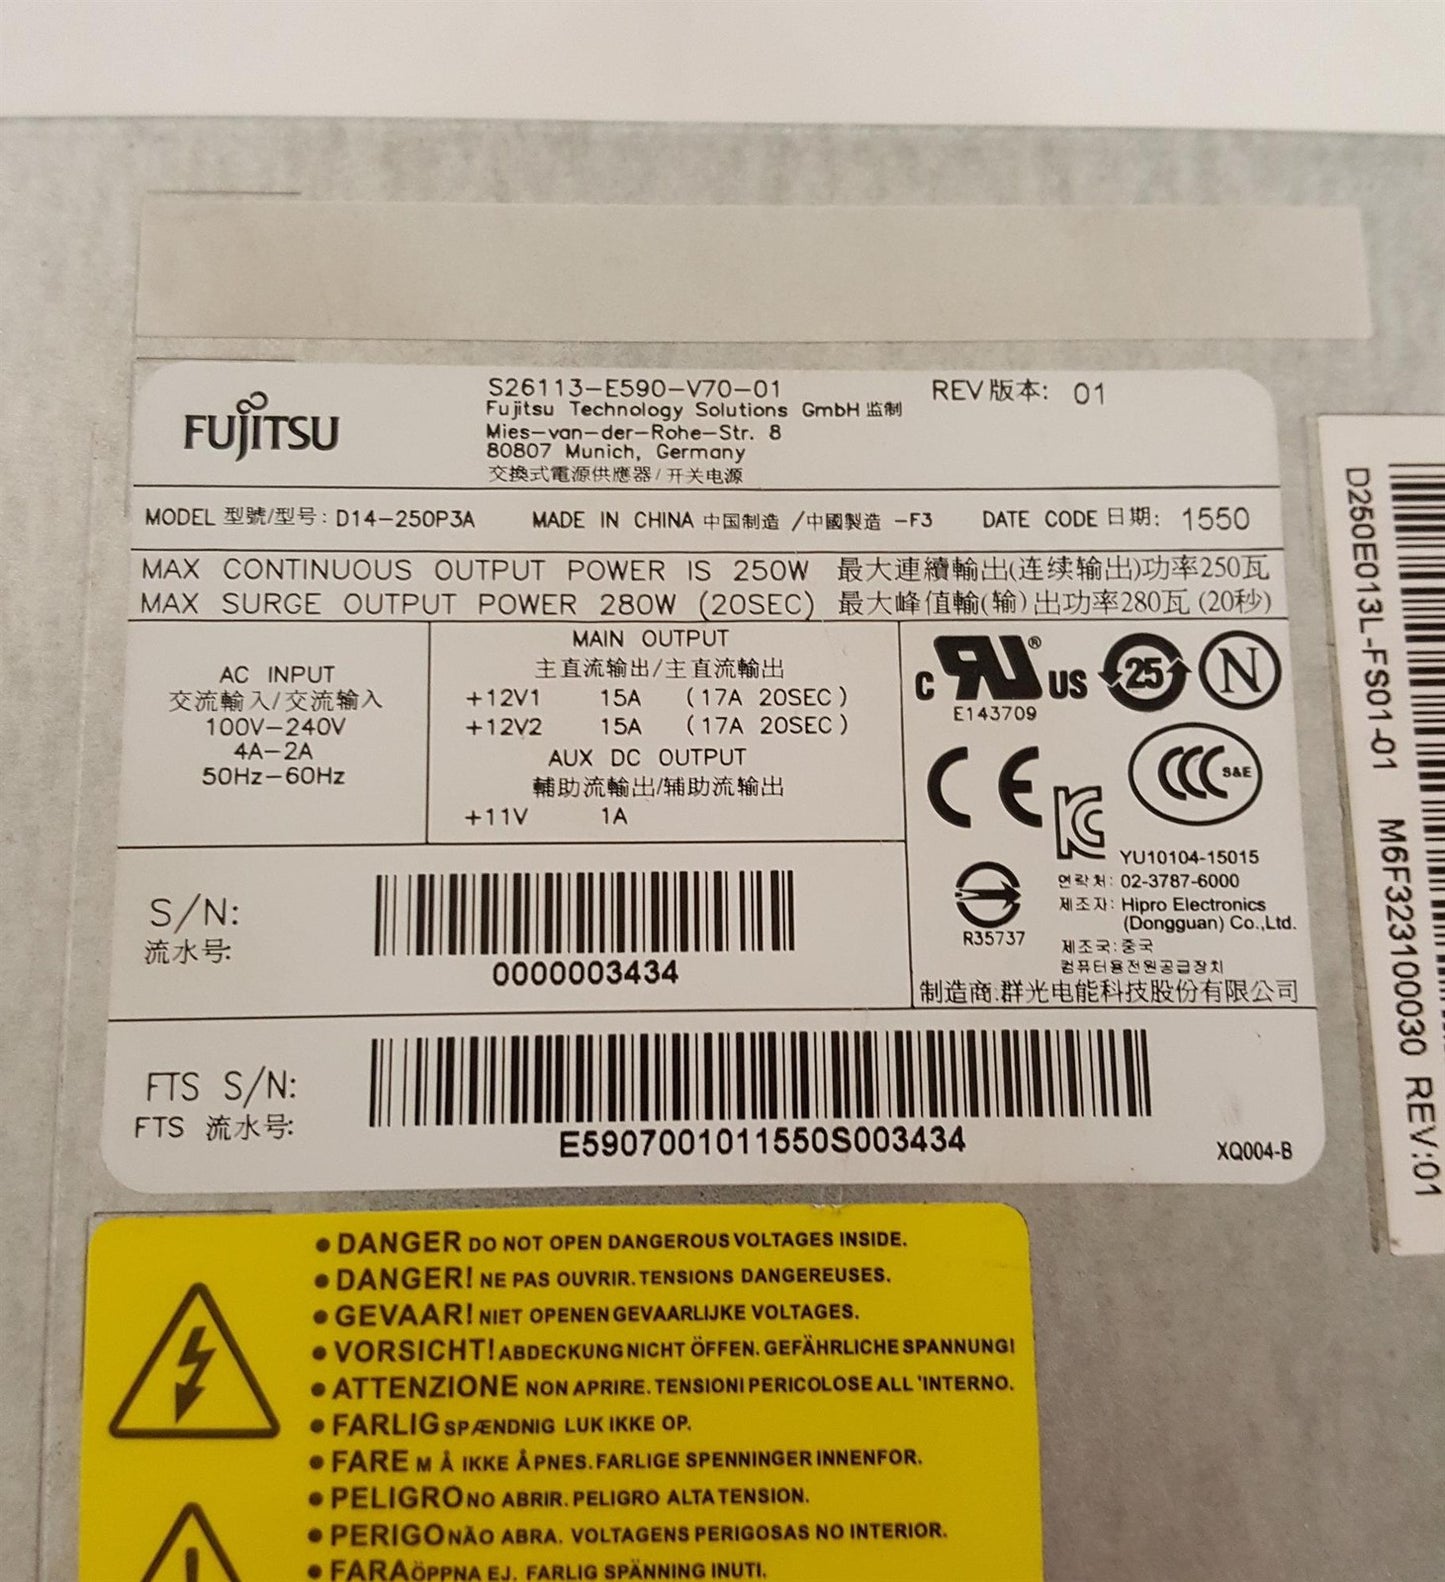 FUJITSU
S26113-E590-V70-01
Fujitsu Technology Solutions GmbH 监制
Mies-van-der-Rohe-Str. 8
80807 Munich, Germany
交換式電源供應器/开关电源
REV版本: 01
MODEL 型號/型号: D14-250P3A MADE IN CHINA 中国制造 /中國製造 -F3 DATE CODE 日期: 1550
MAX CONTINUOUS OUTPUT POWER IS 250W 最大連續輸出(连续输出)功率250瓦
MAX SURGE OUTPUT POWER 280W (20SEC) 最大峰值輸(输)出功率280瓦 (20秒)
AC INPUT
交流輸入/交流输入
100V-240V
4A-2A
50Hz-60Hz
MAIN OUTPUT
主直流输出/主直流輸出
+12V1 15A (17A 20SEC)
+12V2 15A (17A 20SEC)
AUX DC OUTPUT
輔助流輸出/辅助流输出
+11V 1A
C UR ® US
E143709
25
N
CE
CCC S&E
KC
YU10104-15015
연락처: 02-3787-6000
제조자: Hipro Electronics
(Dongguan) Co.,Ltd.
제조국:중국
컴퓨터용전원공급장치
R35737
制造商:群光电能科技股份有限公司
S/N:
流水号:
0000003434
FTS S/N:
FTS 流水号:
E5907001011550S003434
XQ004-B
D250E013L-FS01-01 M6F323100030 REV:01
• DANGER DO NOT OPEN DANGEROUS VOLTAGES INSIDE.
• DANGER! NE PAS OUVRIR. TENSIONS DANGEREUSES.
• GEVAAR! NIET OPENEN GEVAARLIJKE VOLTAGES.
• VORSICHT! ABDECKUNG NICHT ÖFFEN. GEFÄHRLICHE SPANNUNG!
• ATTENZIONE NON APRIRE. TENSIONI PERICOLOSE ALL 'INTERNO.
• FARLIG SPÆNDNIG LUK IKKE OP.
• FARE M Å IKKE ÅPNES. FARLIGE SPENNINGER INNENFOR.
• PELIGRO NO ABRIR. PELIGRO ALTA TENSION.
• PERIGO NÃO ABRA. VOLTAGENS PERIGOSAS NO INTERIOR.
• FARA ÖPPNA EJ. FARLIG SPÄNNING INUTI.